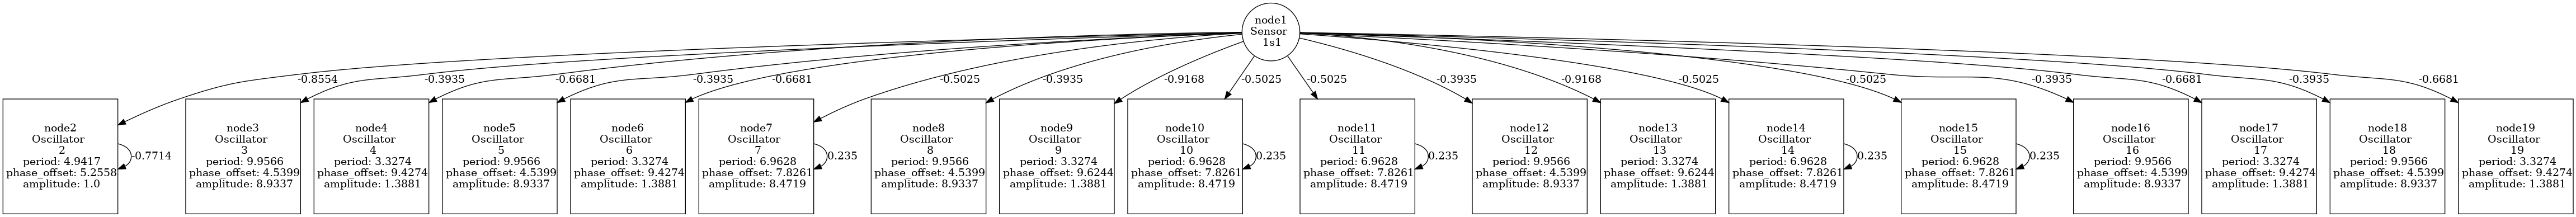 node1
Sensor
1s1
-0.8554
-0.3935
-0.6681
-0.3935
-0.6681
-0.5025
-0.3935
-0.9168
-0.5025
-0.5025
-0.3935
-0.9168
-0.5025
-0.5025
-0.3935
-0.6681
-0.3935
-0.6681
node2
Oscillator
2
period: 4.9417
phase_offset: 5.2558
amplitude: 1.0
-0.7714
node3
Oscillator
3
period: 9.9566
phase_offset: 4.5399
amplitude: 8.9337
node4
Oscillator
4
period: 3.3274
phase_offset: 9.4274
amplitude: 1.3881
node5
Oscillator
5
period: 9.9566
phase_offset: 4.5399
amplitude: 8.9337
node6
Oscillator
6
period: 3.3274
phase_offset: 9.4274
amplitude: 1.3881
node7
Oscillator
7
period: 6.9628
phase_offset: 7.8261
amplitude: 8.4719
0.235
node8
Oscillator
8
period: 9.9566
phase_offset: 4.5399
amplitude: 8.9337
node9
Oscillator
9
period: 3.3274
phase_offset: 9.6244
amplitude: 1.3881
node10
Oscillator
10
period: 6.9628
phase_offset: 7.8261
amplitude: 8.4719
0.235
node11
Oscillator
11
period: 6.9628
phase_offset: 7.8261
amplitude: 8.4719
0.235
node12
Oscillator
12
period: 9.9566
phase_offset: 4.5399
amplitude: 8.9337
node13
Oscillator
13
period: 3.3274
phase_offset: 9.6244
amplitude: 1.3881
node14
Oscillator
14
period: 6.9628
phase_offset: 7.8261
amplitude: 8.4719
0.235
node15
Oscillator
15
period: 6.9628
phase_offset: 7.8261
amplitude: 8.4719
0.235
node16
Oscillator
16
period: 9.9566
phase_offset: 4.5399
amplitude: 8.9337
node17
Oscillator
17
period: 3.3274
phase_offset: 9.4274
amplitude: 1.3881
node18
Oscillator
18
period: 9.9566
phase_offset: 4.5399
amplitude: 8.9337
node19
Oscillator
19
period: 3.3274
phase_offset: 9.4274
amplitude: 1.3881